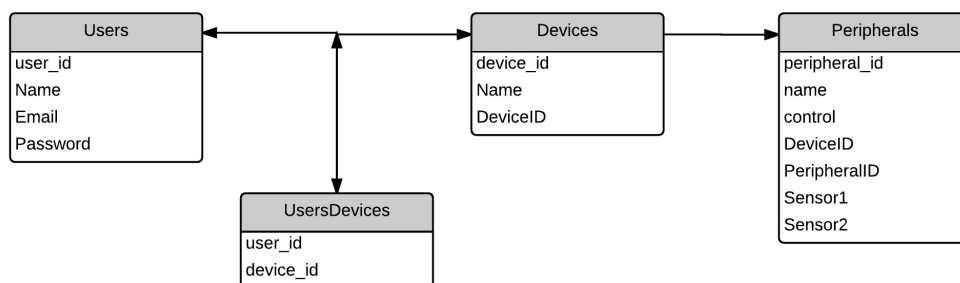 Users
user_id
Name
Email
Password
Devices
device_id
Name
DeviceID
Peripherals
peripheral_id
name
control
DeviceID
PeripheralID
Sensor1
Sensor2
UsersDevices
user_id
device_id